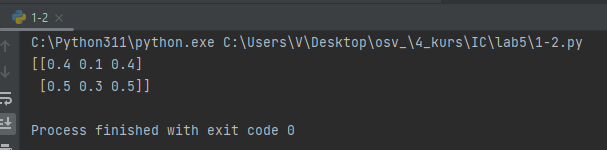 1-2
C:\Python311\python.exe C:\Users\V\Desktop\osv_\4_kurs\IC\lab5\1-2.py
[[0.4 0.1 0.4]
 [0.5 0.3 0.5]]
Process finished with exit code 0